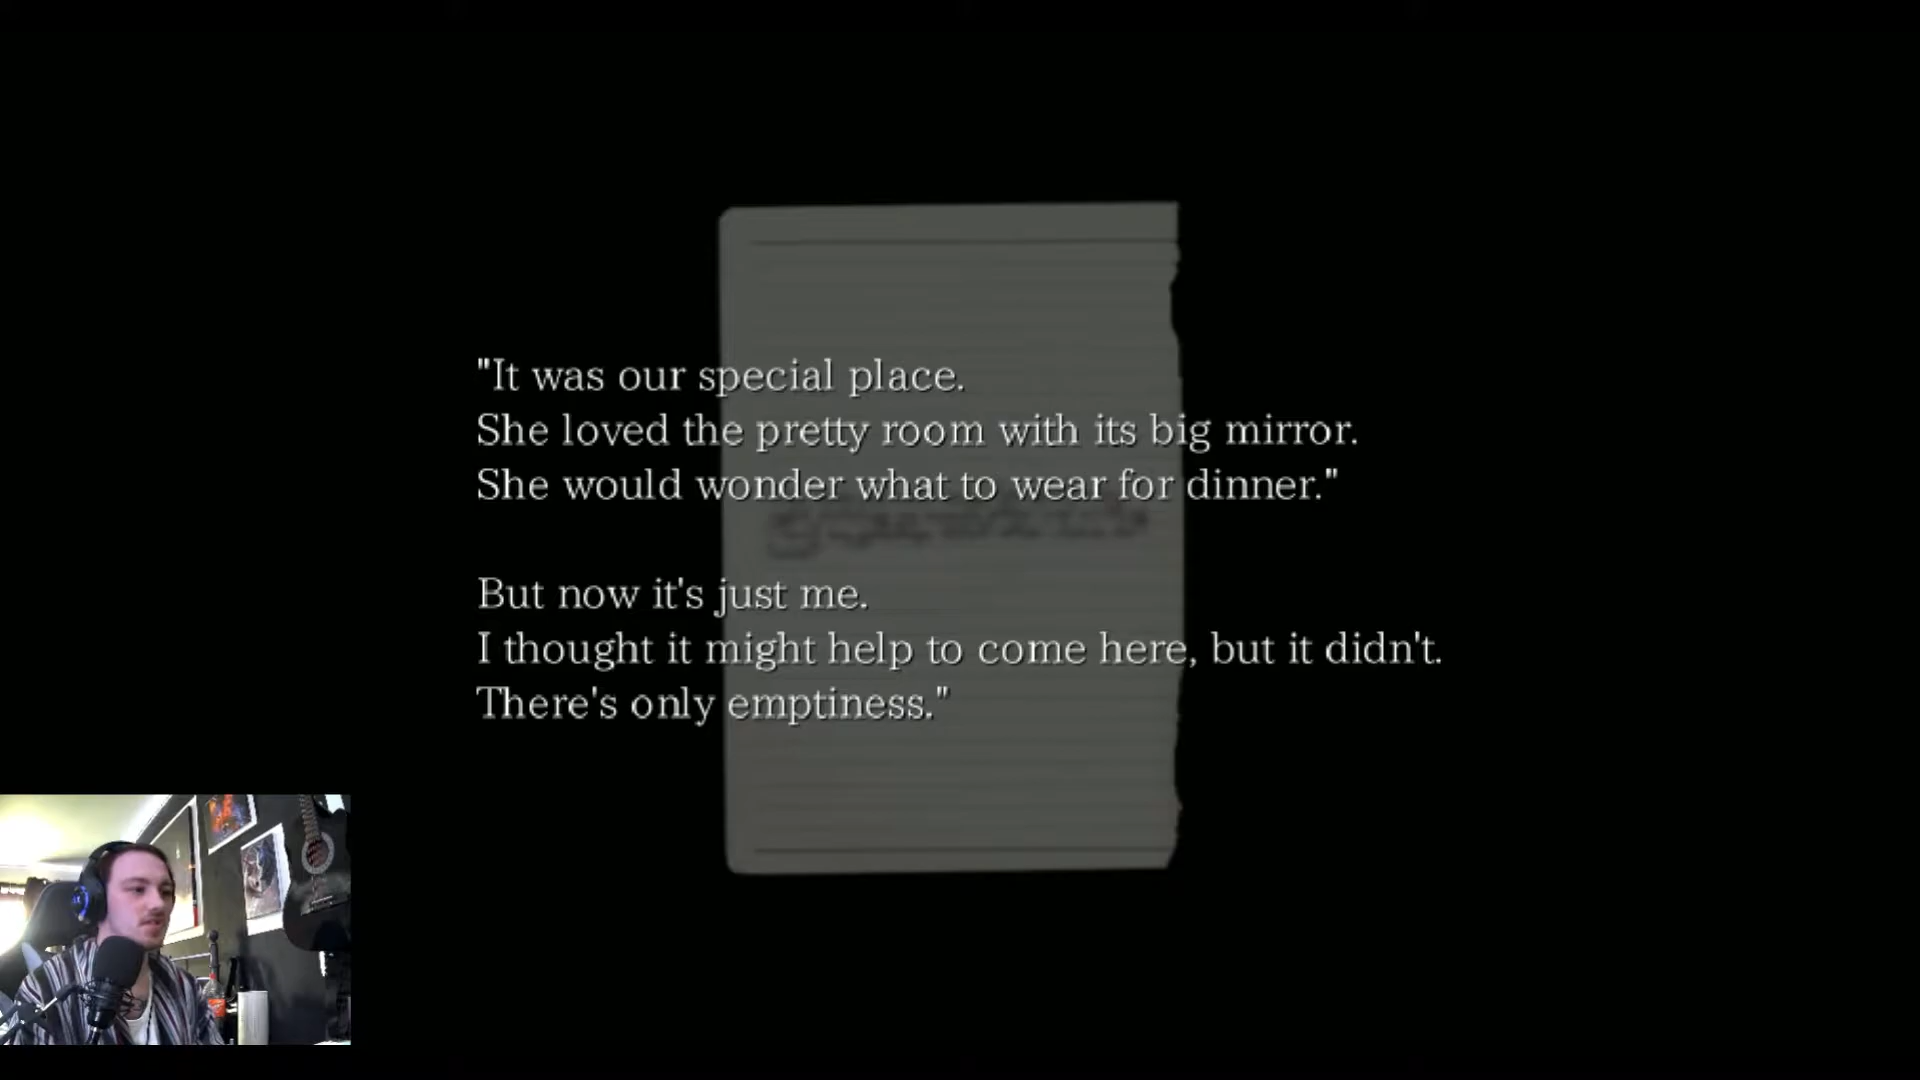 "It was our special place.
She loved the pretty room with its big mirror.
She would wonder what to wear for dinner."
But now it's just me.
I thought it might help to come here, but it didn't.
There's only emptiness."